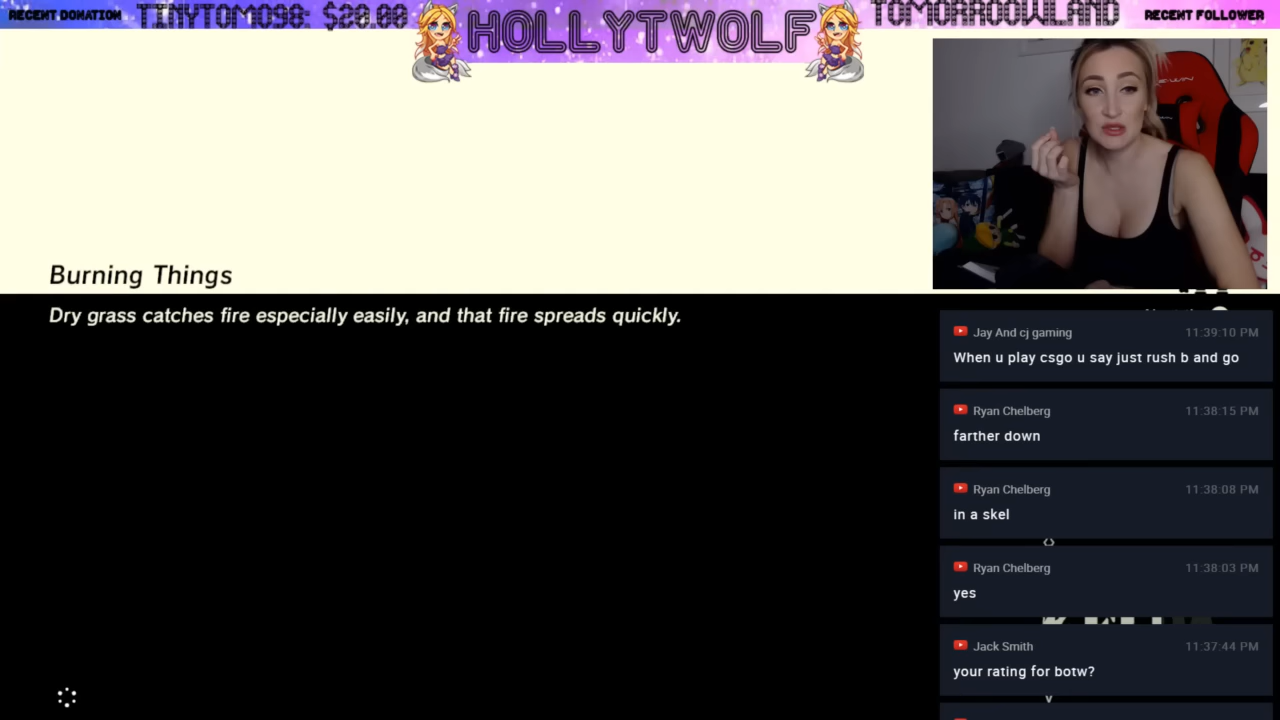 RECENT DONATION
TINYTOMO98: $20.00
HOLLYTWOLF
TOMORROOWLAND
RECENT FOLLOWER
Burning Things
Dry grass catches fire especially easily, and that fire spreads quickly.
Jay And cj gaming 11:39:10 PM
When u play csgo u say just rush b and go
Ryan Chelberg 11:38:15 PM
farther down
Ryan Chelberg 11:38:08 PM
in a skel
Ryan Chelberg 11:38:03 PM
yes
Jack Smith 11:37:44 PM
your rating for botw?